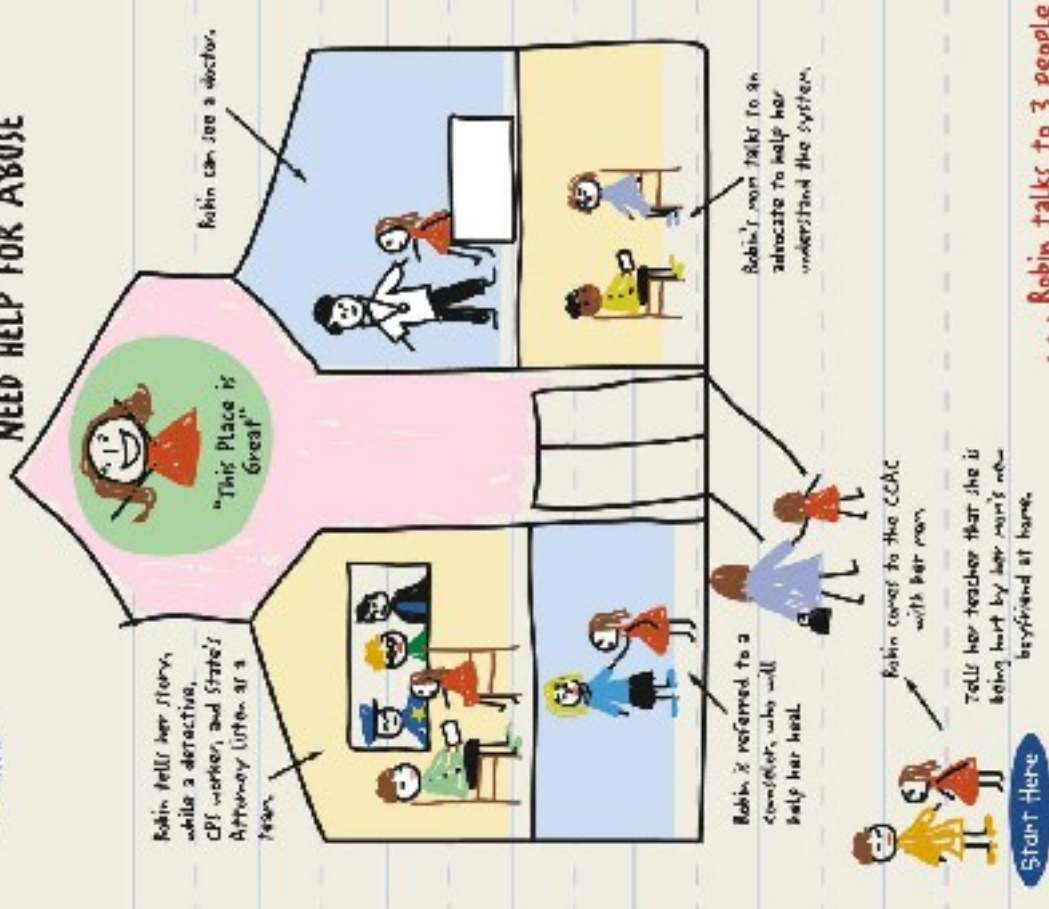 NEED HELP FOR ABUSE
"This Place is
Great"
Robin tells her story,
while a detective,
CPS worker, and State's
Attorney listen as a
team.
Robin can see a doctor.
Robin is referred to a
counselor, who will
help her heal.
Robin's mom talks to an
advocate to help her
understand the system.
Robin comes to the CCAC
with her mom
Tells her teacher that she is
being hurt by her mom's new
boyfriend at home.
Start Here
Robin talks to 3 people